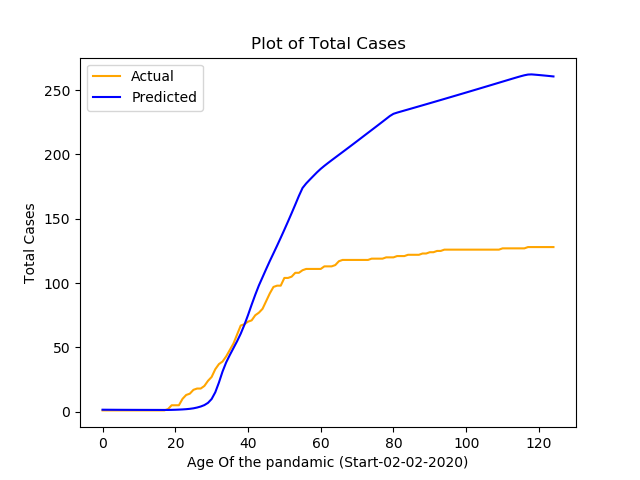 Plot of Total Cases
Actual
Predicted
250
200
150
100
50
0
Total Cases
0 20 40 60 80 100 120
Age Of the pandamic (Start-02-02-2020)